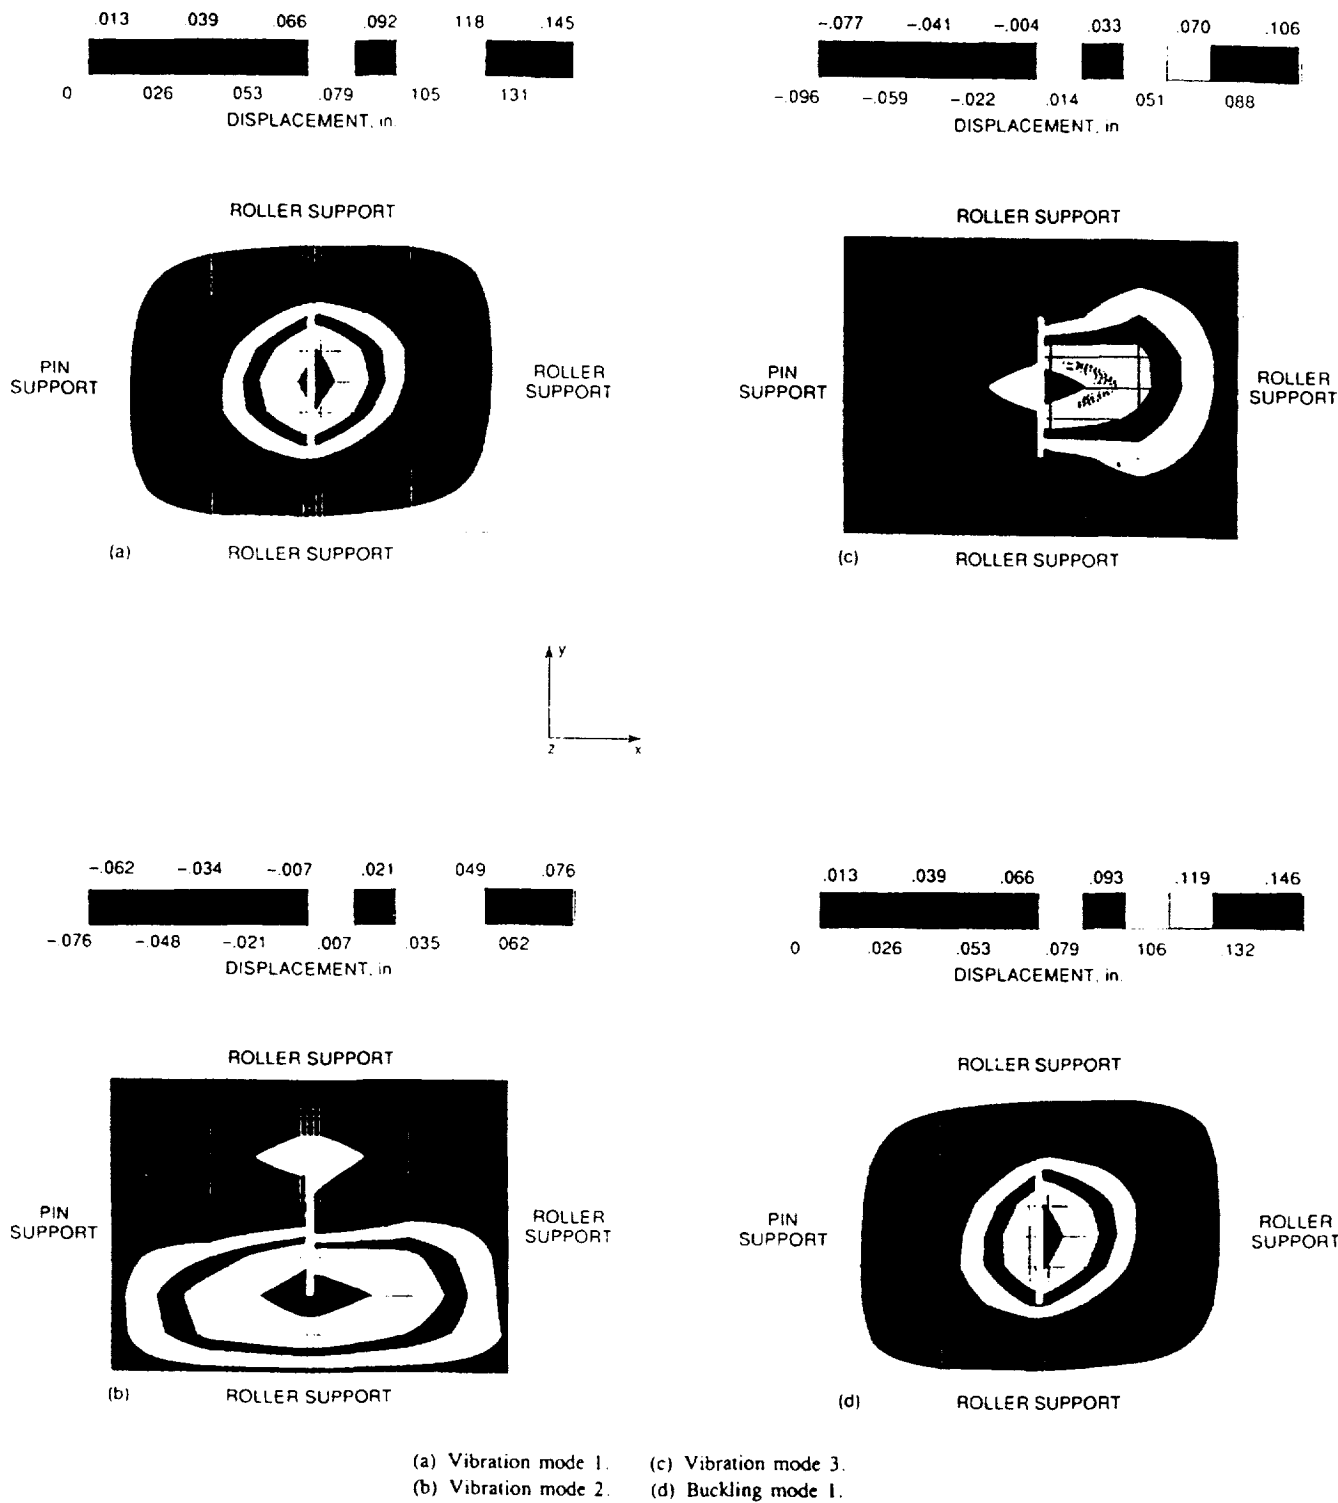 .013 .039 .066 .092 118 .145
0 026 .053 .079 105 131
DISPLACEMENT, in.
ROLLER SUPPORT
PIN
SUPPORT
ROLLER
SUPPORT
(a) ROLLER SUPPORT
-.077 -.041 -.004 .033 .070 .106
-.096 -.059 -.022 .014 051 088
DISPLACEMENT, in
ROLLER SUPPORT
PIN
SUPPORT
ROLLER
SUPPORT
(c) ROLLER SUPPORT
y
z x
-.062 -.034 -.007 .021 049 .076
-.076 -.048 -.021 .007 .035 062
DISPLACEMENT, in
ROLLER SUPPORT
PIN
SUPPORT
ROLLER
SUPPORT
(b) ROLLER SUPPORT
.013 .039 .066 .093 .119 .146
0 .026 .053 .079 106 .132
DISPLACEMENT, in.
ROLLER SUPPORT
PIN
SUPPORT
ROLLER
SUPPORT
(d) ROLLER SUPPORT
(a) Vibration mode 1. (c) Vibration mode 3.
(b) Vibration mode 2. (d) Buckling mode 1.